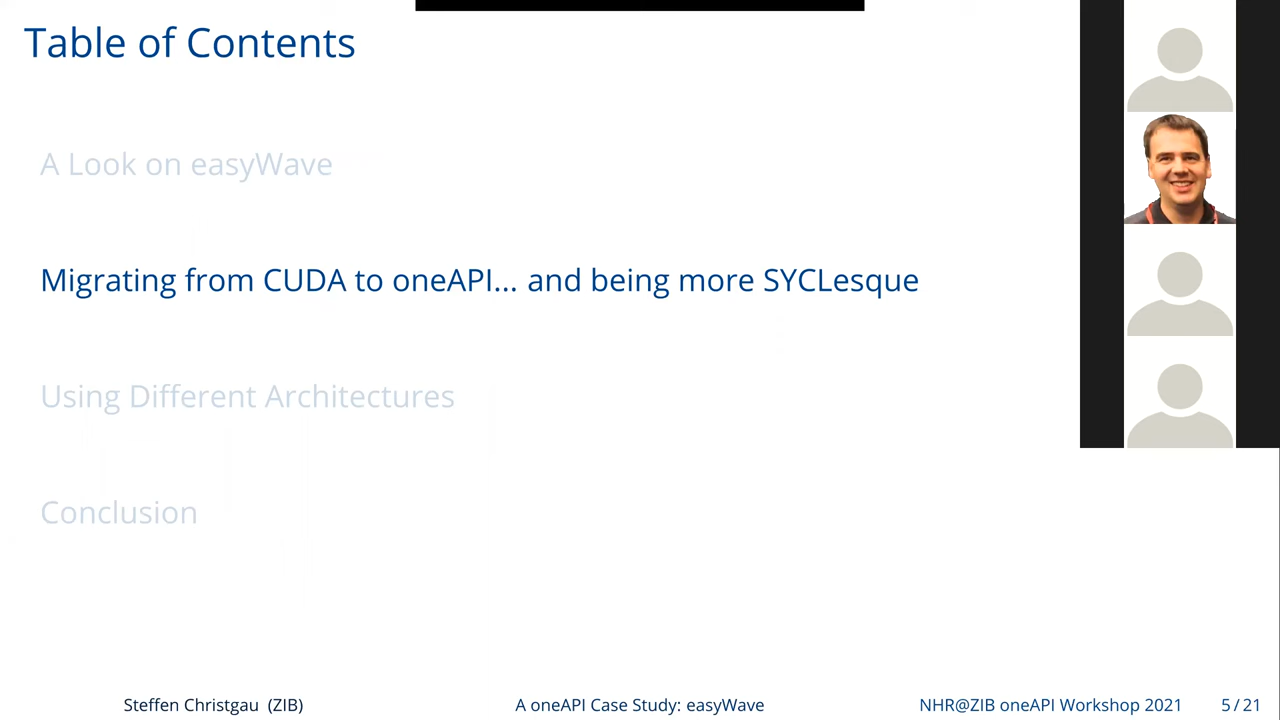 Table of Contents
A Look on easyWave
Migrating from CUDA to oneAPI... and being more SYCLesque
Using Different Architectures
Conclusion
Steffen Christgau (ZIB)
A oneAPI Case Study: easyWave
NHR@ZIB oneAPI Workshop 2021
5 / 21